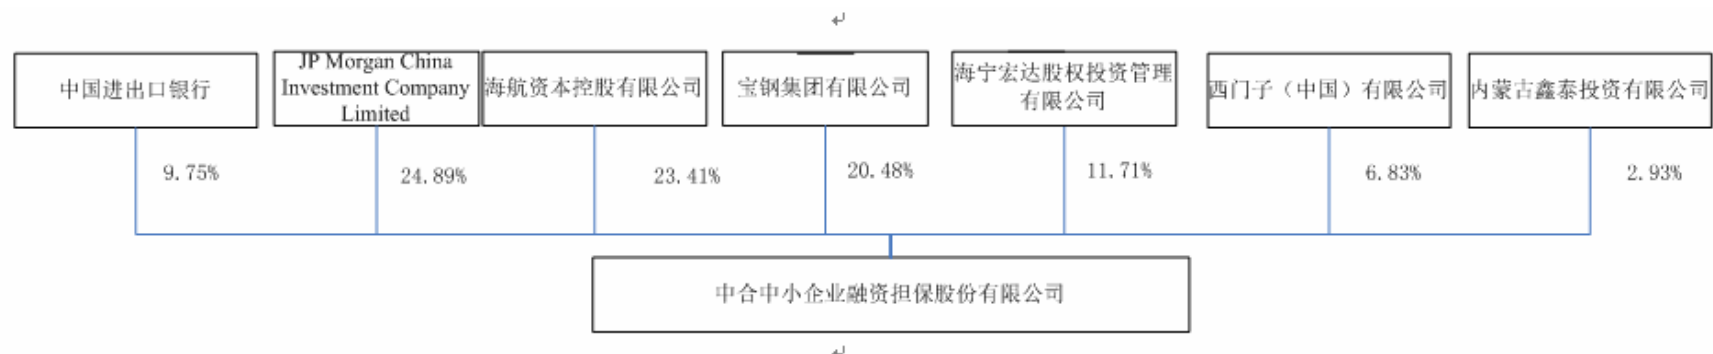 中国进出口银行
JP Morgan China
Investment Company
Limited
海航资本控股有限公司
宝钢集团有限公司
海宁宏达股权投资管理
有限公司
西门子（中国）有限公司
内蒙古鑫泰投资有限公司
9.75%
24.89%
23.41%
20.48%
11.71%
6.83%
2.93%
中合中小企业融资担保股份有限公司